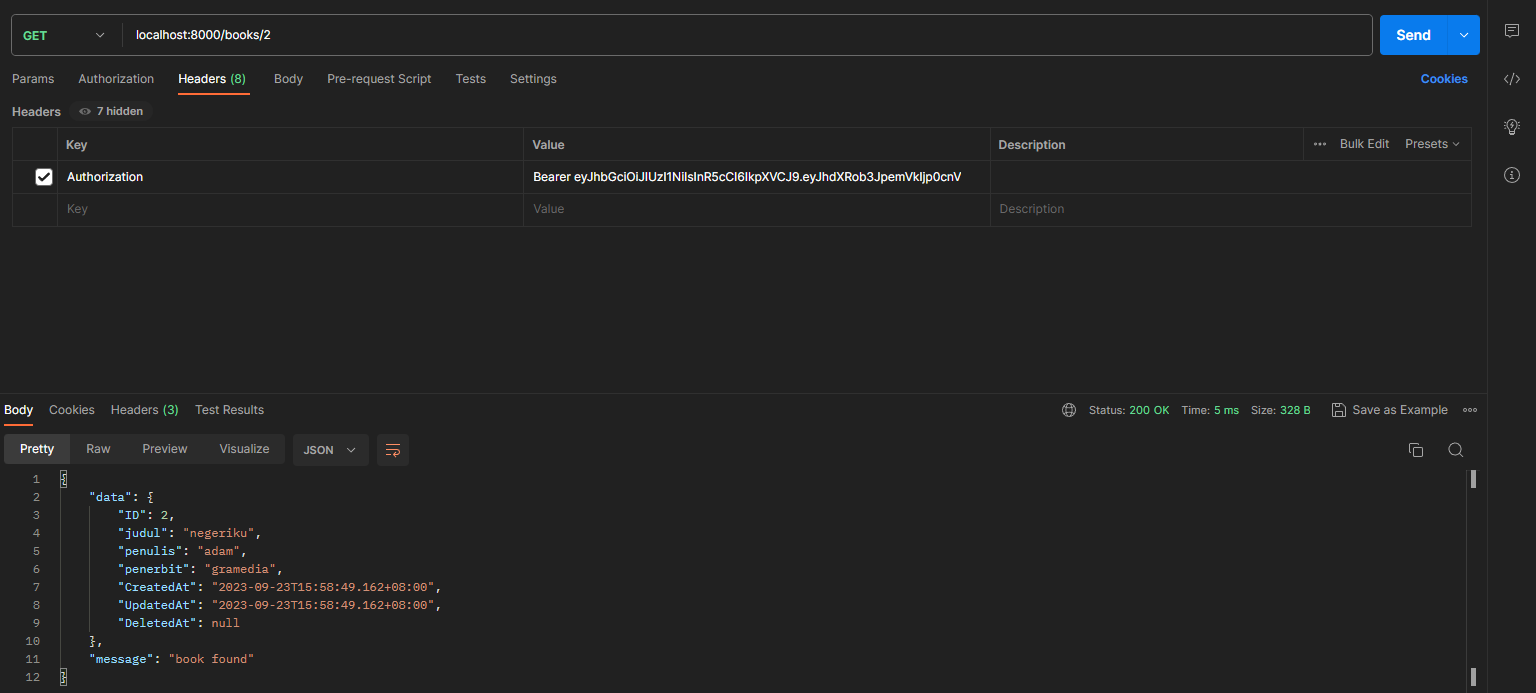 GET localhost:8000/books/2 Send
Params Authorization Headers (8) Body Pre-request Script Tests Settings Cookies
Headers 7 hidden
Key Value Description ••• Bulk Edit Presets
Authorization Bearer eyJhbGciOiJIUzI1NiIsInR5cCI6IkpXVCJ9.eyJhdXRob3JpemVkIjp0cnV
Key Value Description
Body Cookies Headers (3) Test Results Status: 200 OK Time: 5 ms Size: 328 B Save as Example
Pretty Raw Preview Visualize JSON
1 {
2 "data": {
3 "ID": 2,
4 "judul": "negeriku",
5 "penulis": "adam",
6 "penerbit": "gramedia",
7 "CreatedAt": "2023-09-23T15:58:49.162+08:00",
8 "UpdatedAt": "2023-09-23T15:58:49.162+08:00",
9 "DeletedAt": null
10 },
11 "message": "book found"
12 }